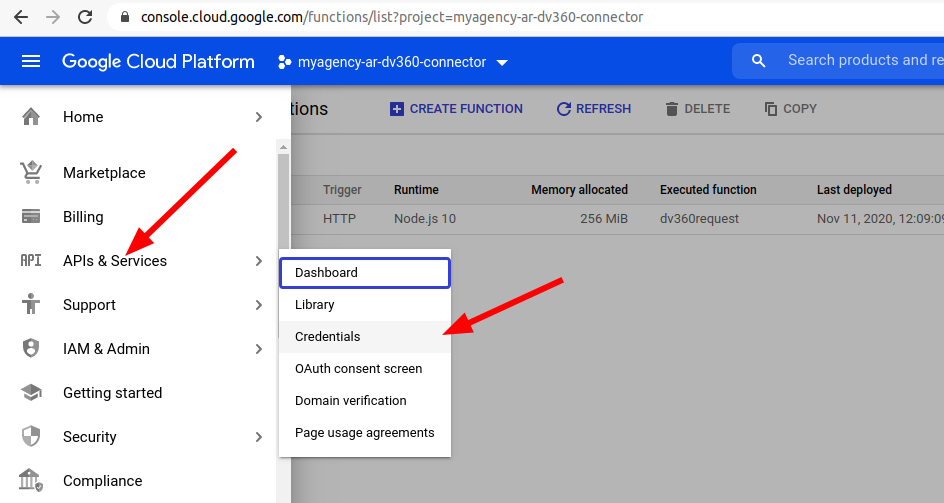 console.cloud.google.com/functions/list?project=myagency-ar-dv360-connector
Google Cloud Platform
myagency-ar-dv360-connector
Search products and re
tions
CREATE FUNCTION
REFRESH
DELETE
COPY
Home
Marketplace
Billing
API
APIs & Services
Support
IAM & Admin
Getting started
Security
Compliance
Trigger Runtime Memory allocated Executed function Last deployed
HTTP Node.js 10 256 MiB dv360request Nov 11, 2020, 12:09:09
Dashboard
Library
Credentials
OAuth consent screen
Domain verification
Page usage agreements